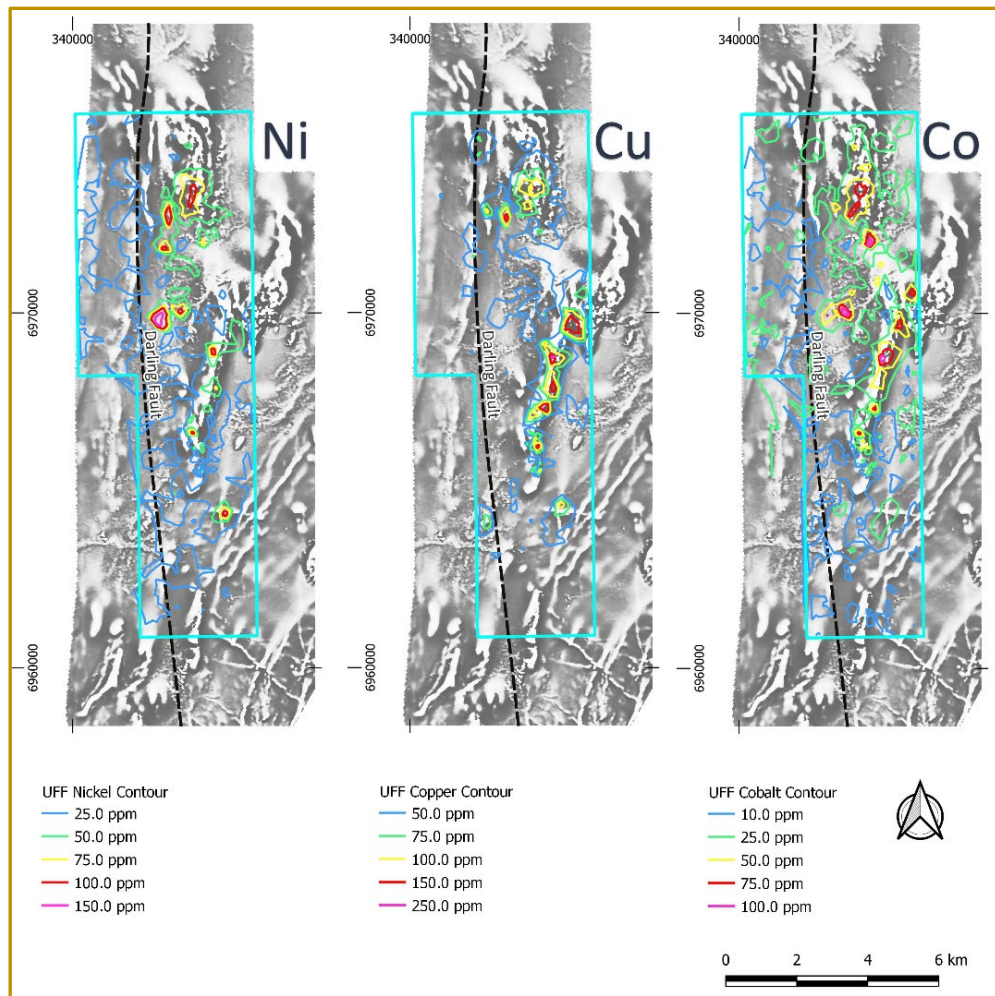 340000
340000
340000
Ni
Cu
Co
6970000
6970000
6970000
Darling Fault
Darling Fault
Darling Fault
6960000
6960000
6960000
UFF Nickel Contour
25.0 ppm
50.0 ppm
75.0 ppm
100.0 ppm
150.0 ppm
UFF Copper Contour
50.0 ppm
75.0 ppm
100.0 ppm
150.0 ppm
250.0 ppm
UFF Cobalt Contour
10.0 ppm
25.0 ppm
50.0 ppm
75.0 ppm
100.0 ppm
0 2 4 6 km